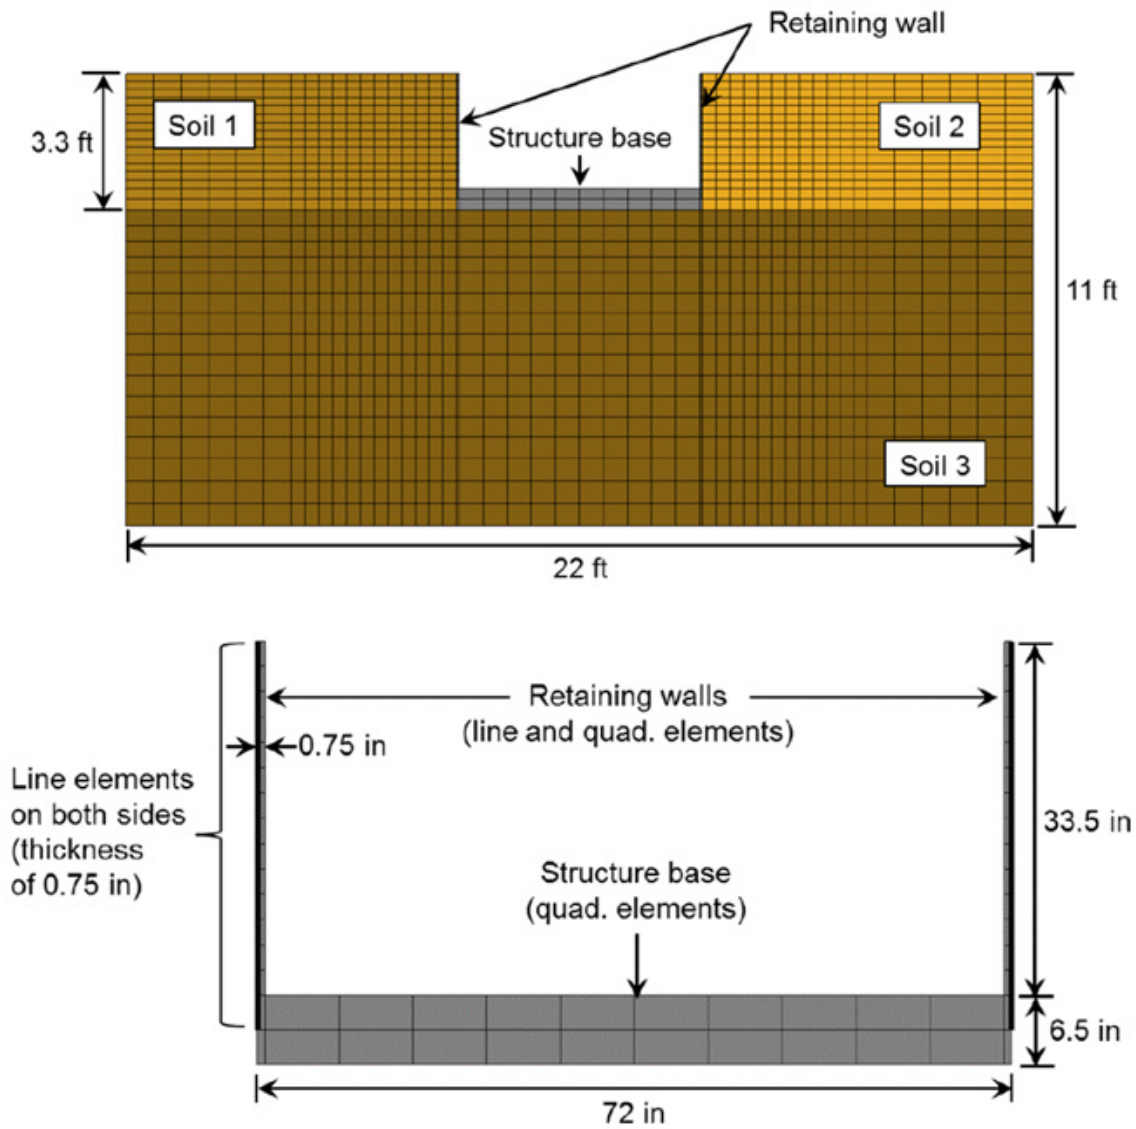 Retaining wall
Soil 1
Soil 2
3.3 ft
Structure base
11 ft
Soil 3
22 ft
Retaining walls
(line and quad. elements)
0.75 in
Line elements
on both sides
(thickness
of 0.75 in)
33.5 in
Structure base
(quad. elements)
6.5 in
72 in